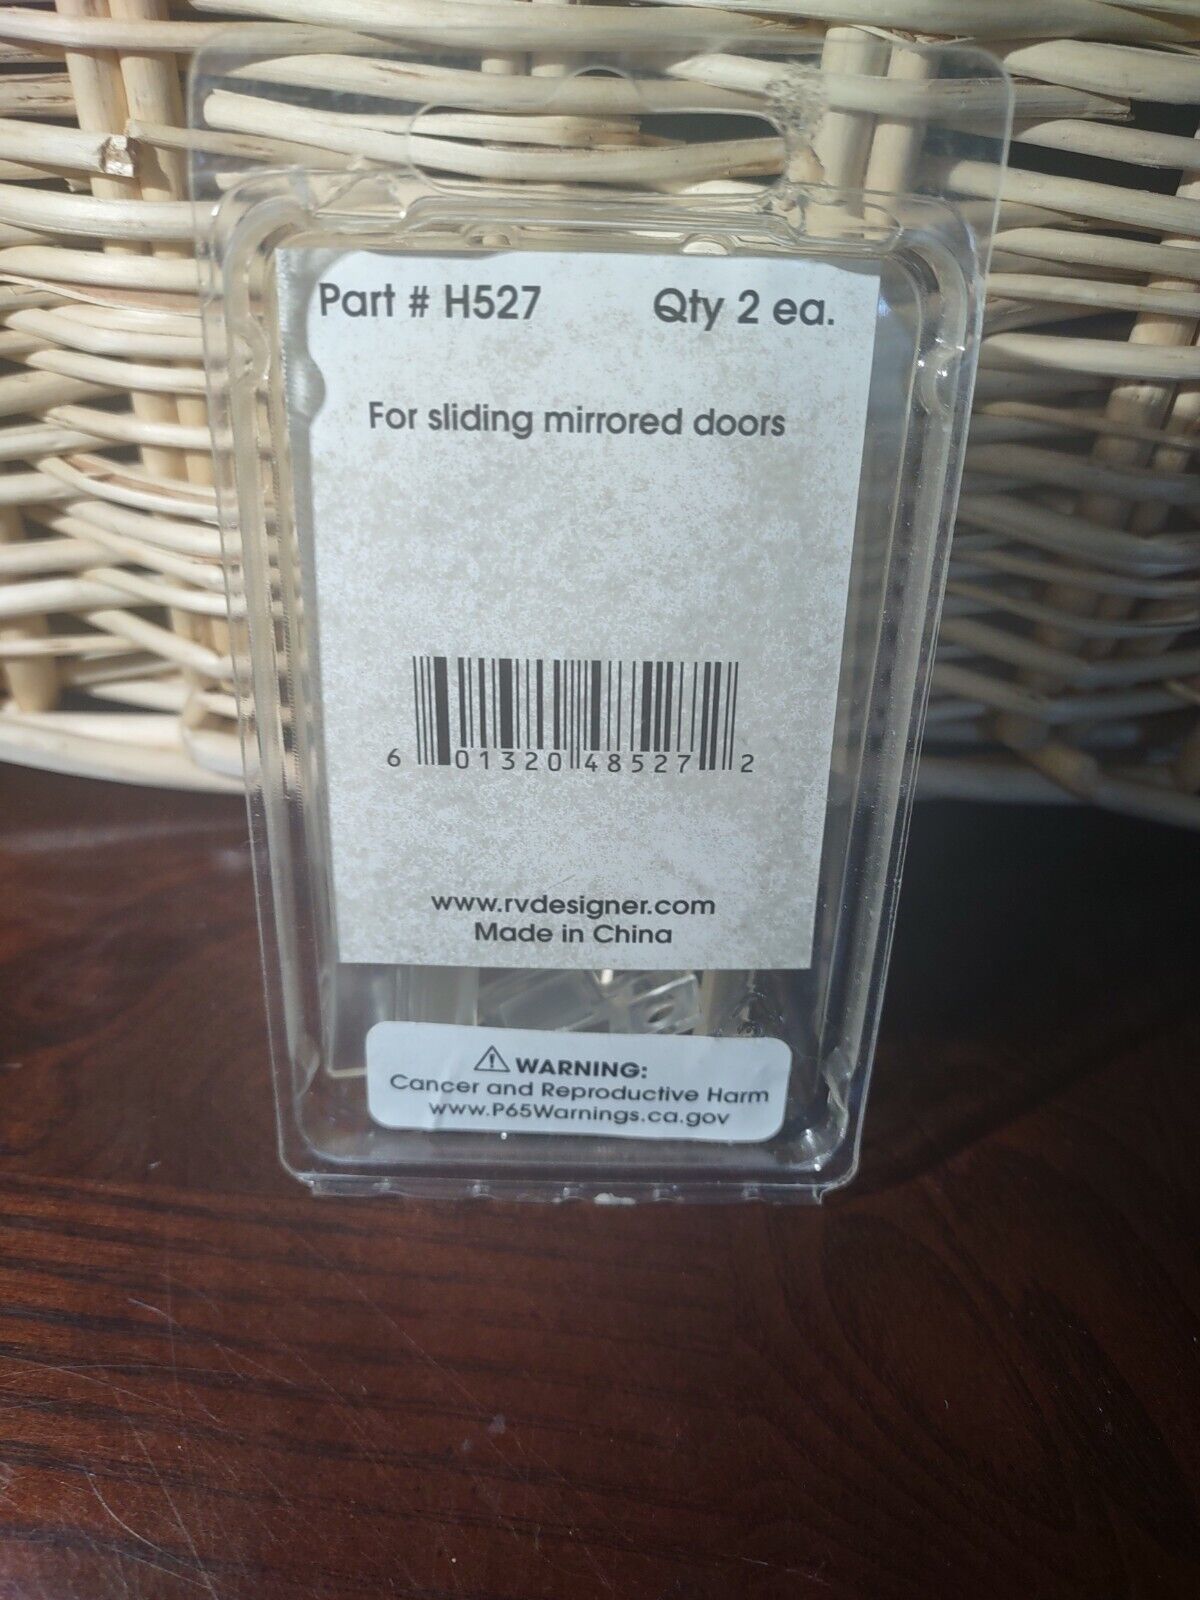 Part # H527 Qty 2 ea.
For sliding mirrored doors
6 01320 48527 2
www.rvdesigner.com
Made in China
⚠ WARNING:
Cancer and Reproductive Harm
www.P65Warnings.ca.gov